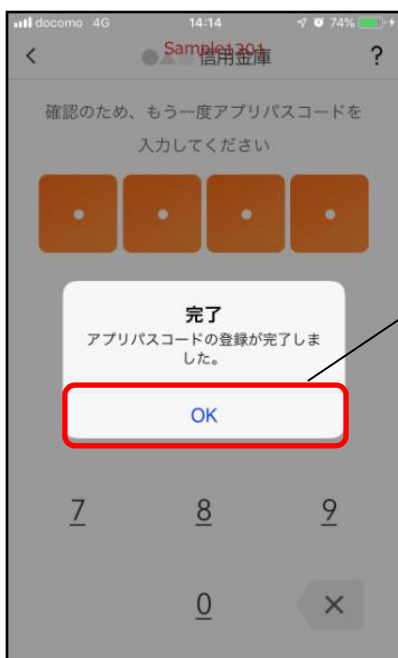 docomo 4G 14:14 74%
Sample1201
●▲■信用金庫 ?
確認のため、もう一度アプリパスコードを
入力してください
完了
アプリパスコードの登録が完了しま
した。
OK
7 8 9
0